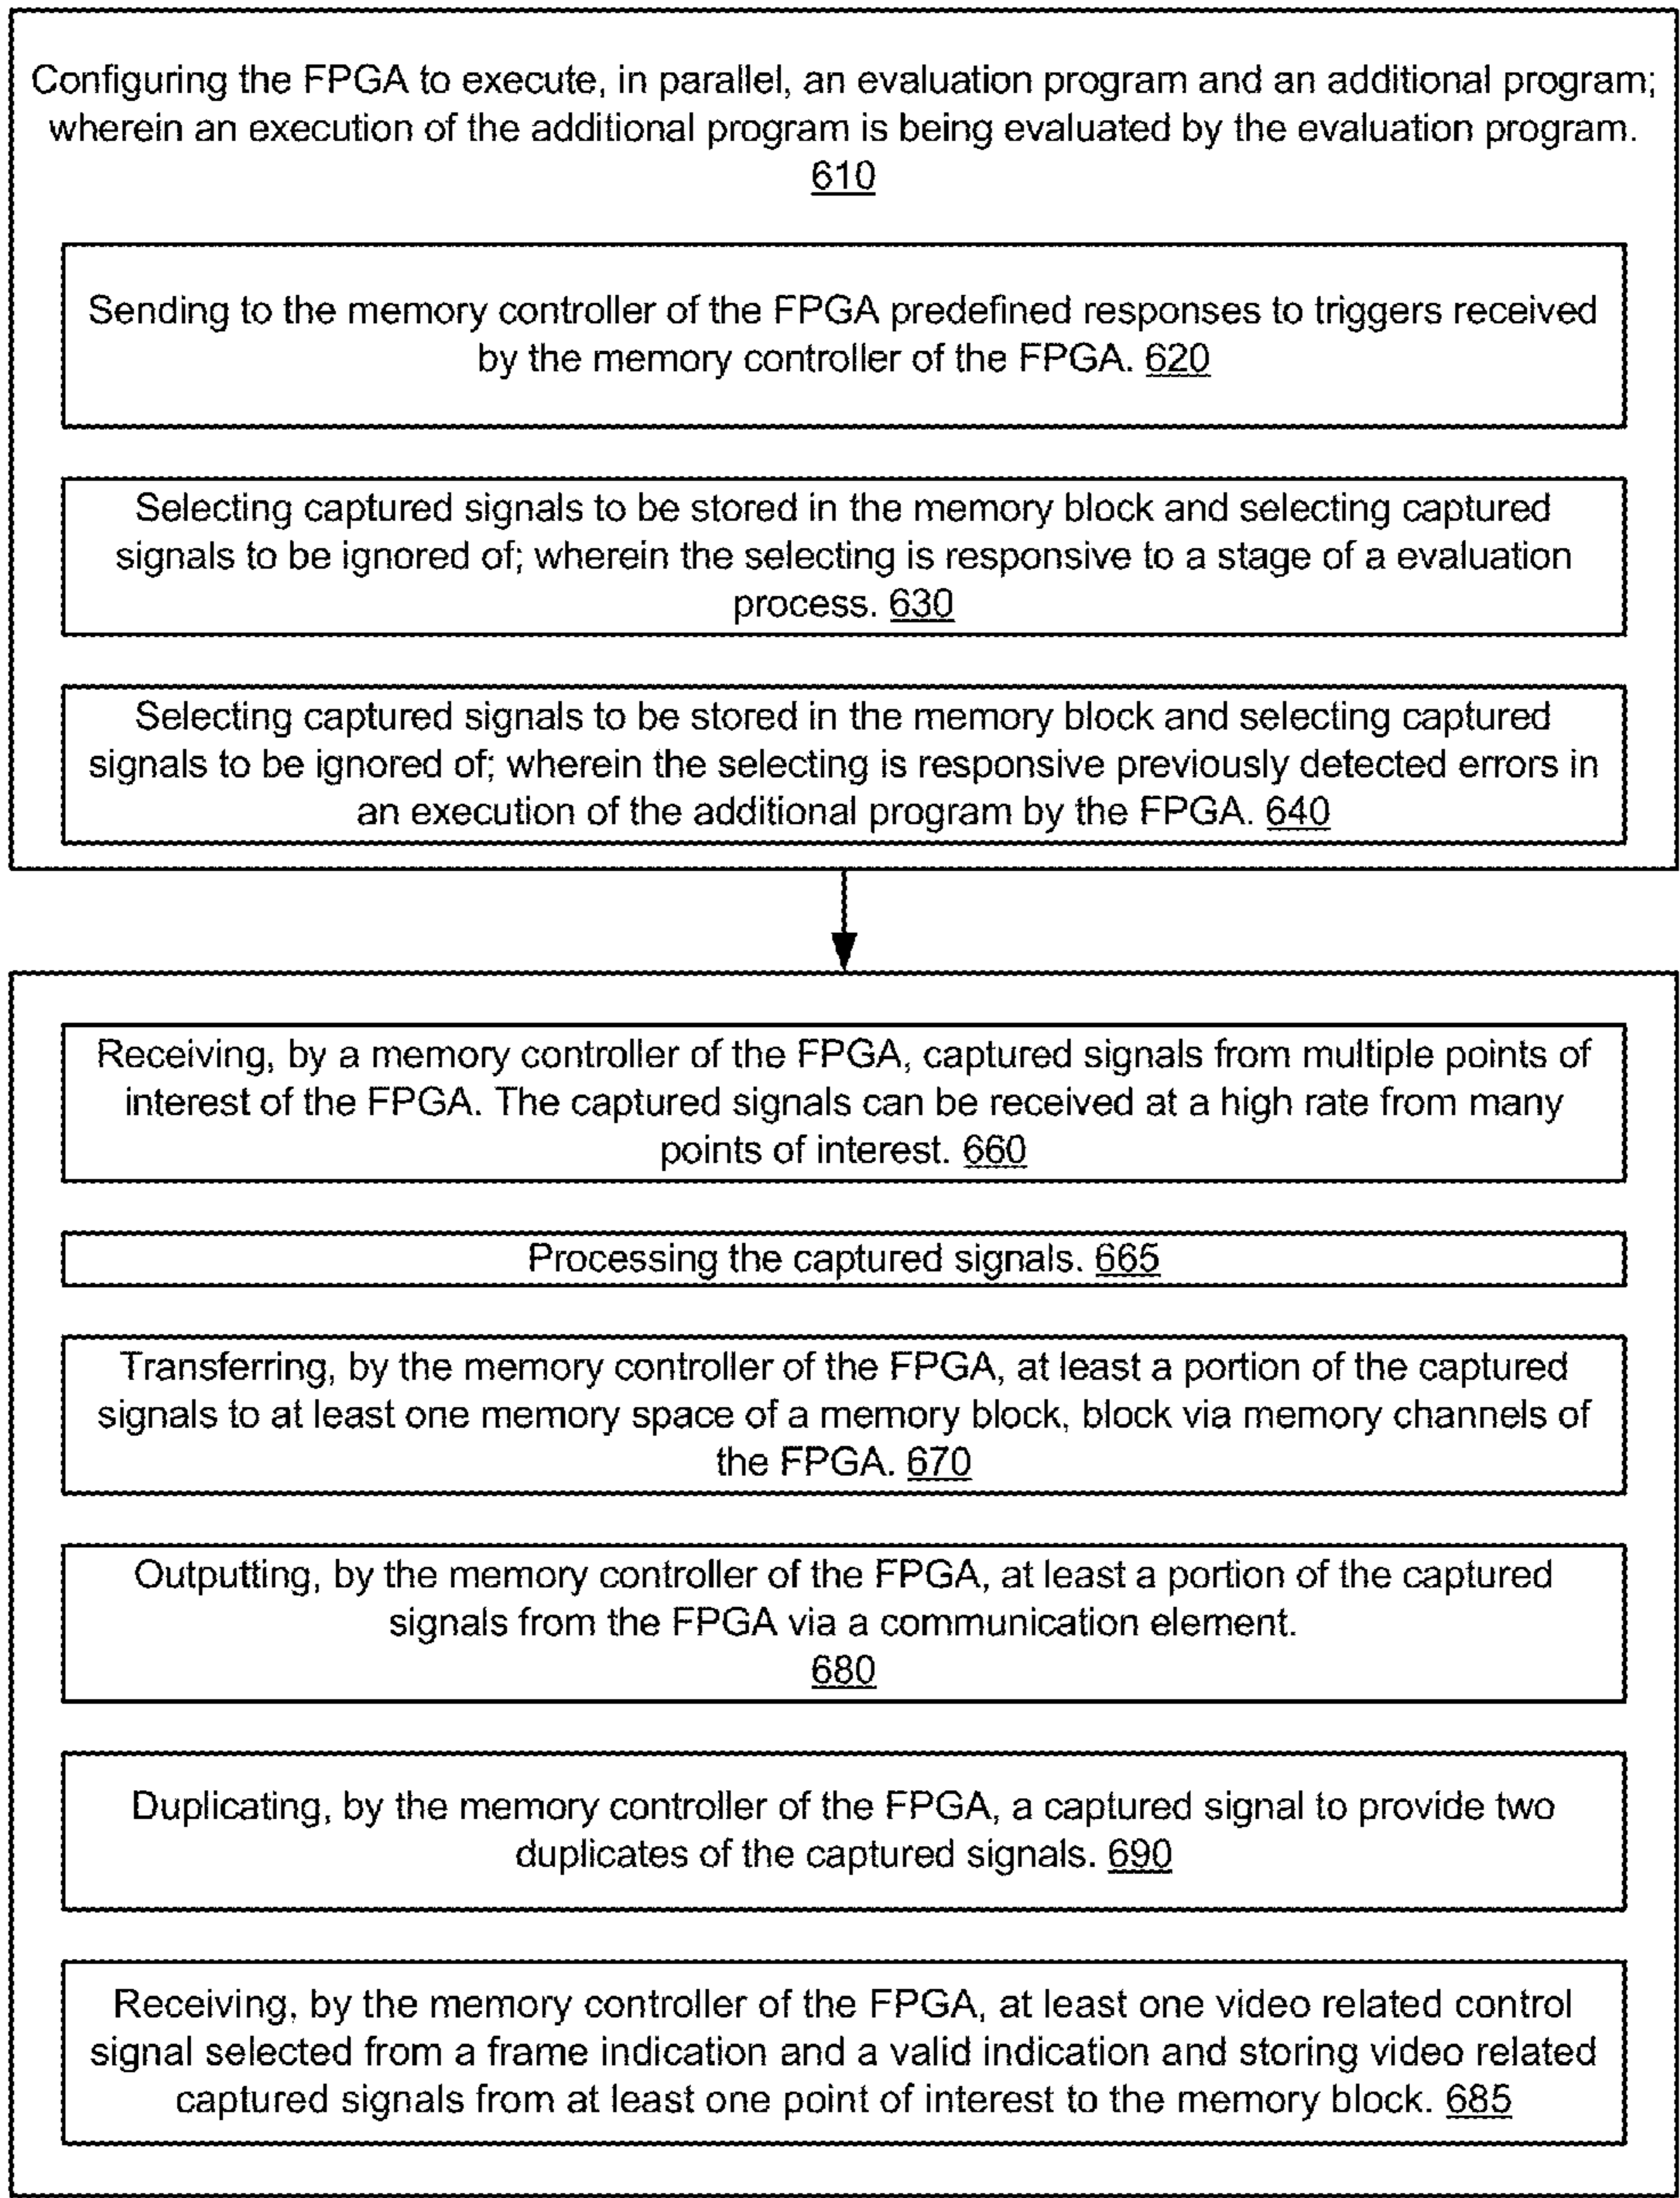 Configuring the FPGA to execute, in parallel, an evaluation program and an additional program;
wherein an execution of the additional program is being evaluated by the evaluation program.
610
Sending to the memory controller of the FPGA predefined responses to triggers received
by the memory controller of the FPGA. 620
Selecting captured signals to be stored in the memory block and selecting captured
signals to be ignored of; wherein the selecting is responsive to a stage of a evaluation
process. 630
Selecting captured signals to be stored in the memory block and selecting captured
signals to be ignored of; wherein the selecting is responsive previously detected errors in
an execution of the additional program by the FPGA. 640
Receiving, by a memory controller of the FPGA, captured signals from multiple points of
interest of the FPGA. The captured signals can be received at a high rate from many
points of interest. 660
Processing the captured signals. 665
Transferring, by the memory controller of the FPGA, at least a portion of the captured
signals to at least one memory space of a memory block, block via memory channels of
the FPGA. 670
Outputting, by the memory controller of the FPGA, at least a portion of the captured
signals from the FPGA via a communication element.
680
Duplicating, by the memory controller of the FPGA, a captured signal to provide two
duplicates of the captured signals. 690
Receiving, by the memory controller of the FPGA, at least one video related control
signal selected from a frame indication and a valid indication and storing video related
captured signals from at least one point of interest to the memory block. 685